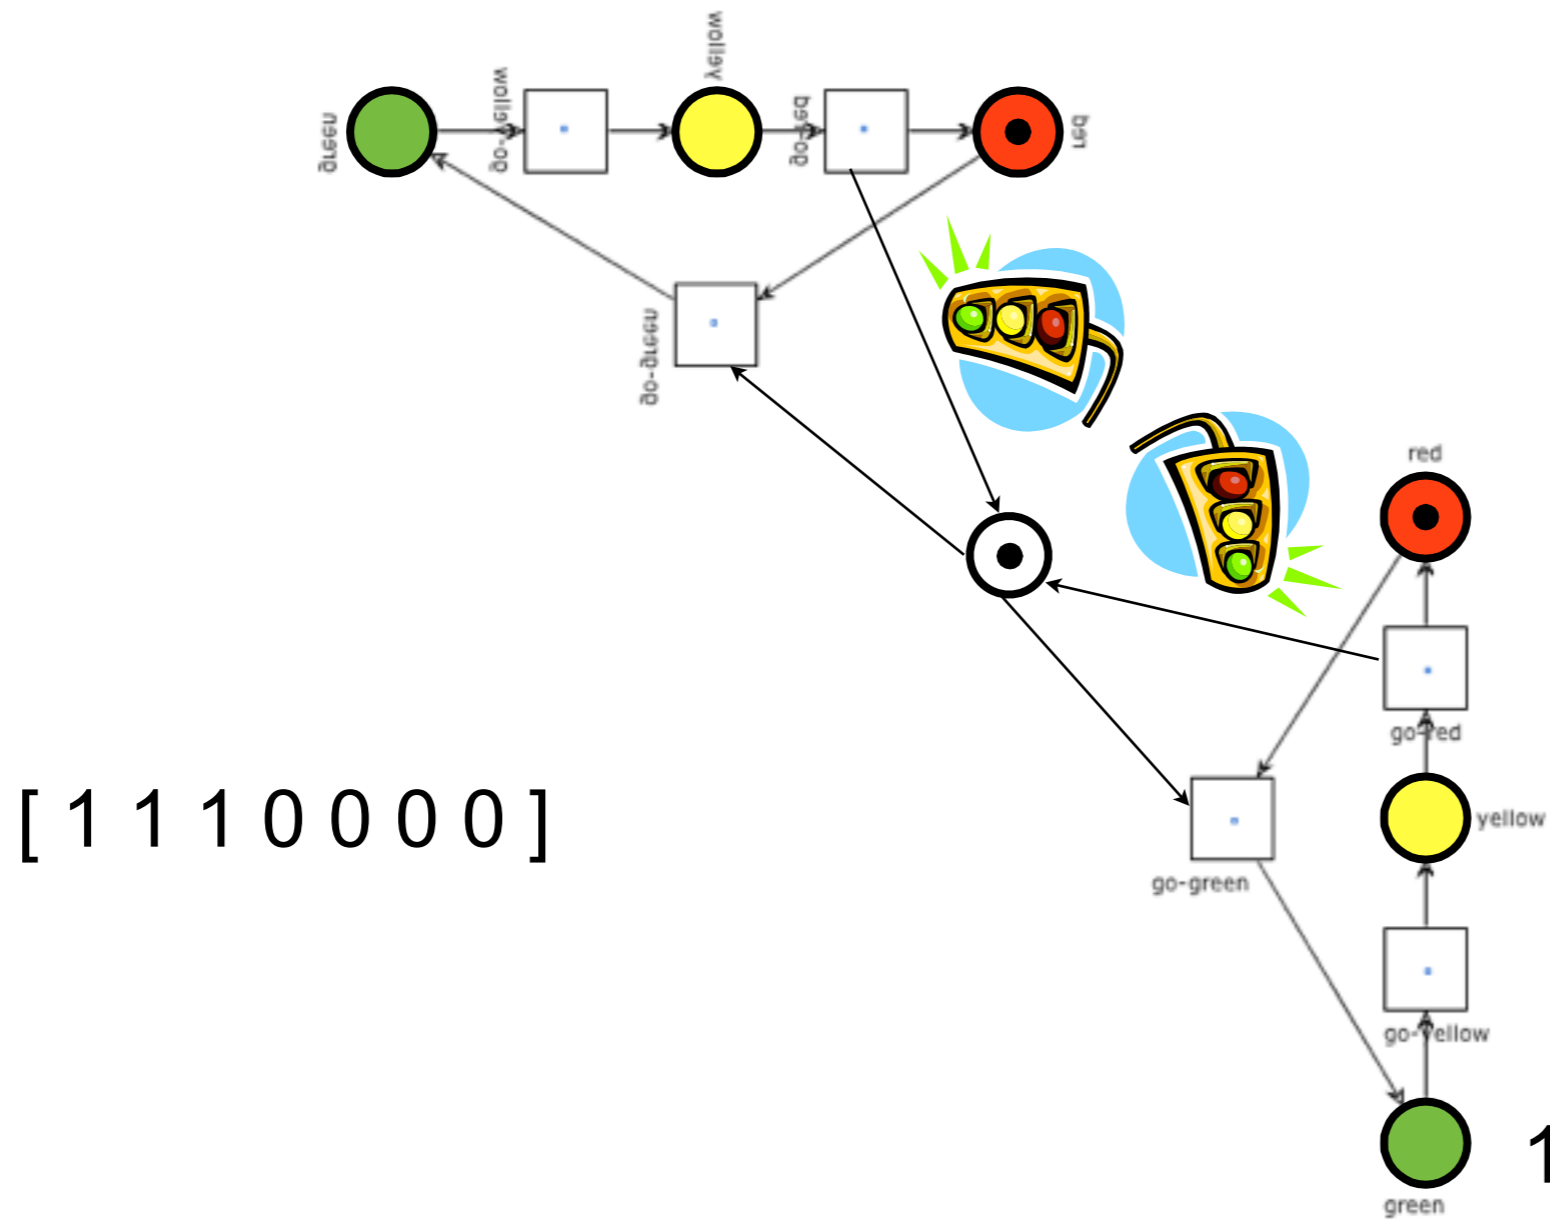 yellow
green
go-yellow
go-red
red
go-green
red
go-red
[ 1 1 1 0 0 0 0 ]
yellow
go-green
go-yellow
green
1